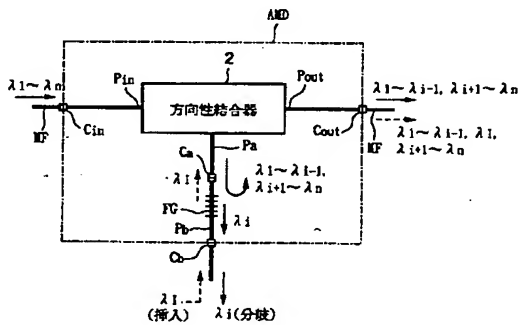 AMD
λ1～λn
Pin
2
方向性結合器
Pout
λ1～λi-1, λi+1～λn
MF
Cin
Cout
MF
λ1～λi-1, λI,
λi+1～λn
Pa
Ca
λI
λ1～λi-1,
λi+1～λn
FG
λi
Pb
Cb
λI
(挿入)
λi(分岐)